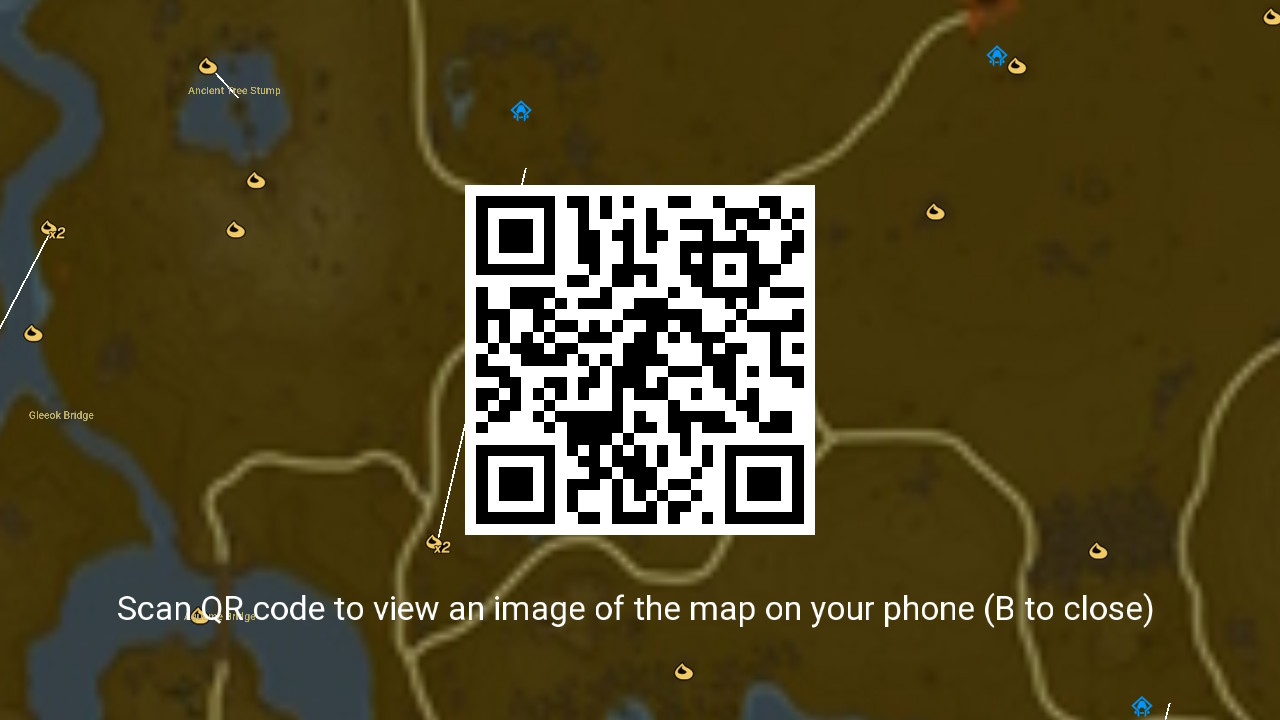 Ancient Tree Stump
x2
Gleeok Bridge
x2
Scan QR code to view an image of the map on your phone (B to close)
Bridge